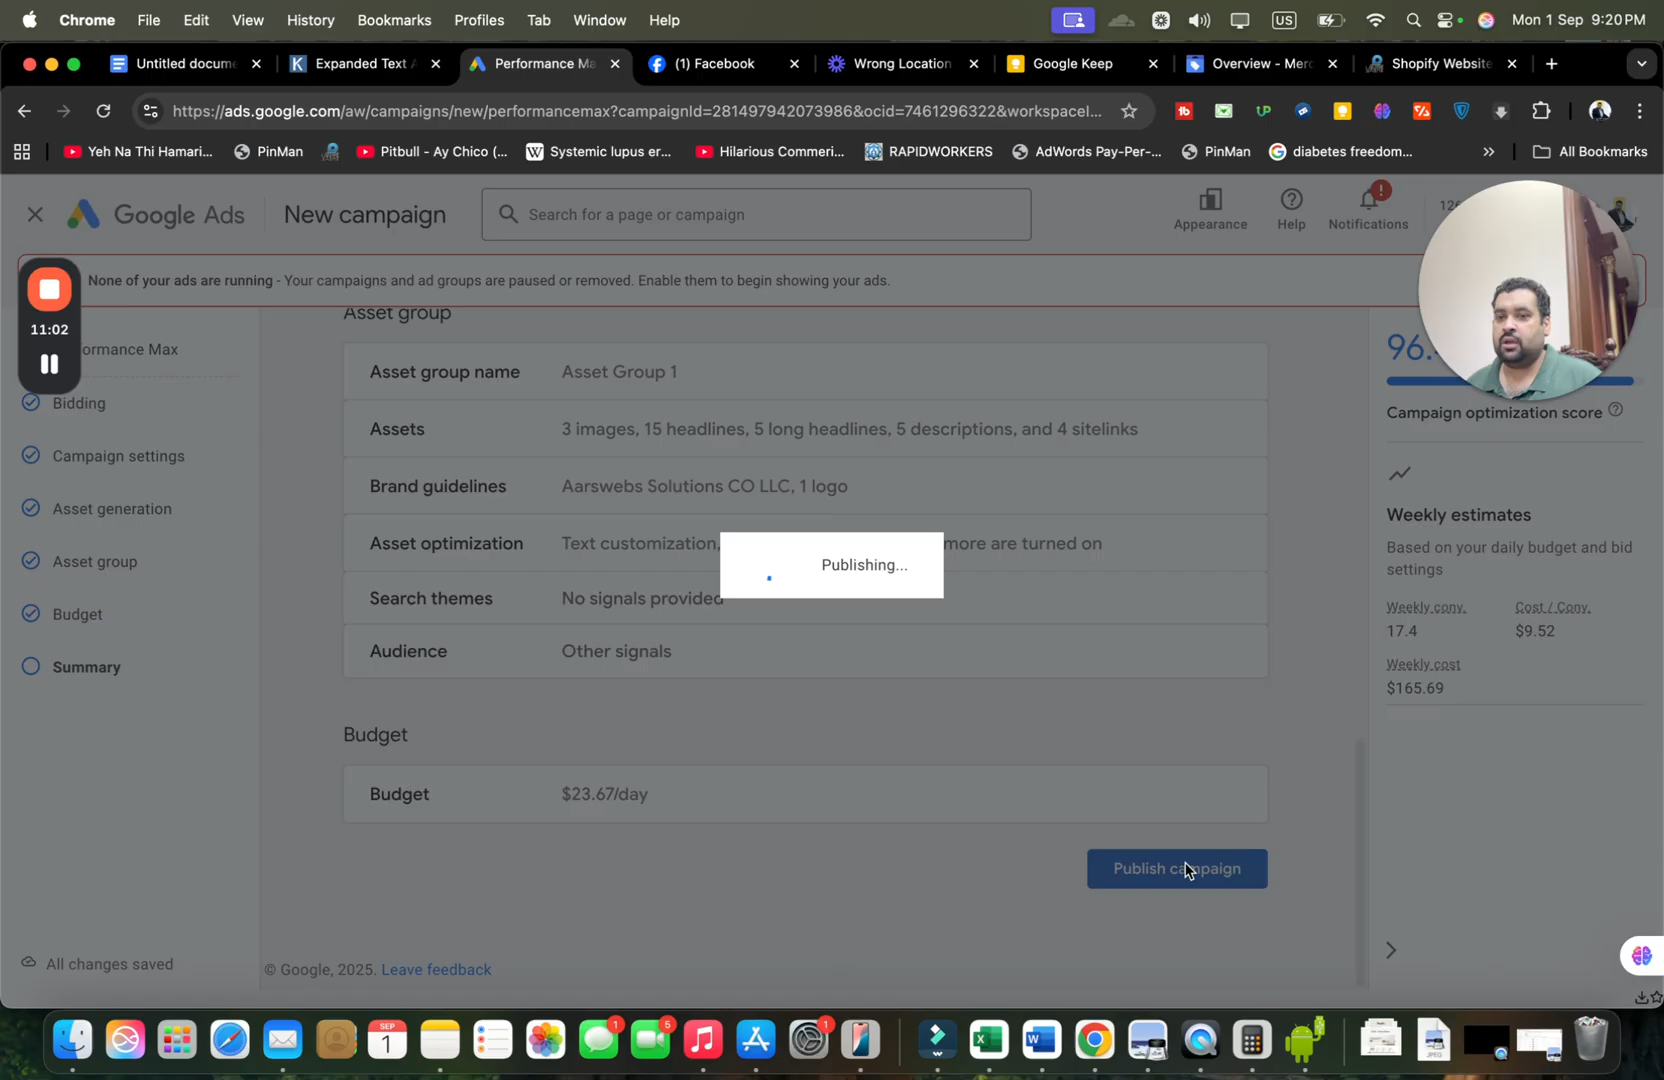 Chrome File Edit View History Bookmarks Profiles Tab Window Help US Mon 1 Sep 9:20 PM
Untitled docume Expanded Text A Performance Ma (1) Facebook Wrong Location Google Keep Overview - Merc Shopify Website
https://ads.google.com/aw/campaigns/new/performancemax?campaignId=281497942073986&ocid=7461296322&workspaceI...
Yeh Na Thi Hamari... PinMan Pitbull - Ay Chico (... Systemic lupus er... Hilarious Commeri... RAPIDWORKERS AdWords Pay-Per-... PinMan diabetes freedom... All Bookmarks
Google Ads New campaign Search for a page or campaign Appearance Help Notifications
None of your ads are running - Your campaigns and ad groups are paused or removed. Enable them to begin showing your ads.
11:02
ormance Max
Bidding
Campaign settings
Asset generation
Asset group
Budget
Summary
All changes saved
Asset group
Asset group name Asset Group 1
Assets 3 images, 15 headlines, 5 long headlines, 5 descriptions, and 4 sitelinks
Brand guidelines Aarswebs Solutions CO LLC, 1 logo
Asset optimization Text customization, more are turned on
Publishing...
Search themes No signals provided
Audience Other signals
Budget
Budget $23.67/day
Publish campaign
© Google, 2025. Leave feedback
96.
Campaign optimization score
Weekly estimates
Based on your daily budget and bid
settings
Weekly conv. Cost / Conv.
17.4 $9.52
Weekly cost
$165.69
SEP
1 1 5 1